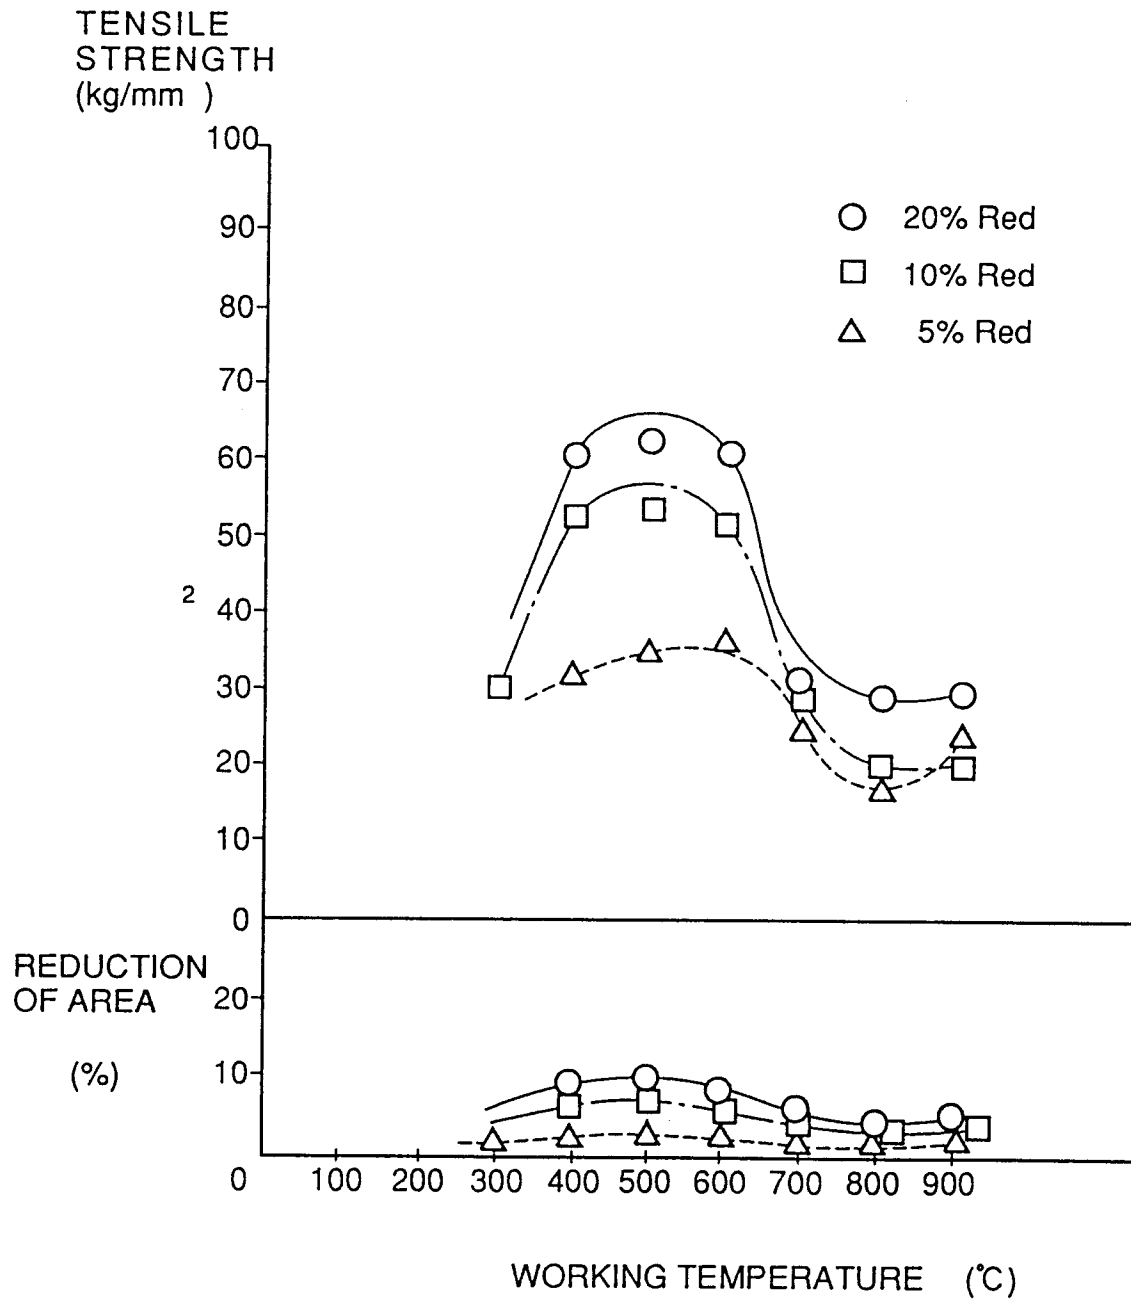 TENSILE
STRENGTH
(kg/mm )
100
90
80
70
60
50
2
40
30
20
10
0
20% Red
10% Red
5% Red
REDUCTION
OF AREA
(%)
20
10
0 100 200 300 400 500 600 700 800 900
WORKING TEMPERATURE (°C)